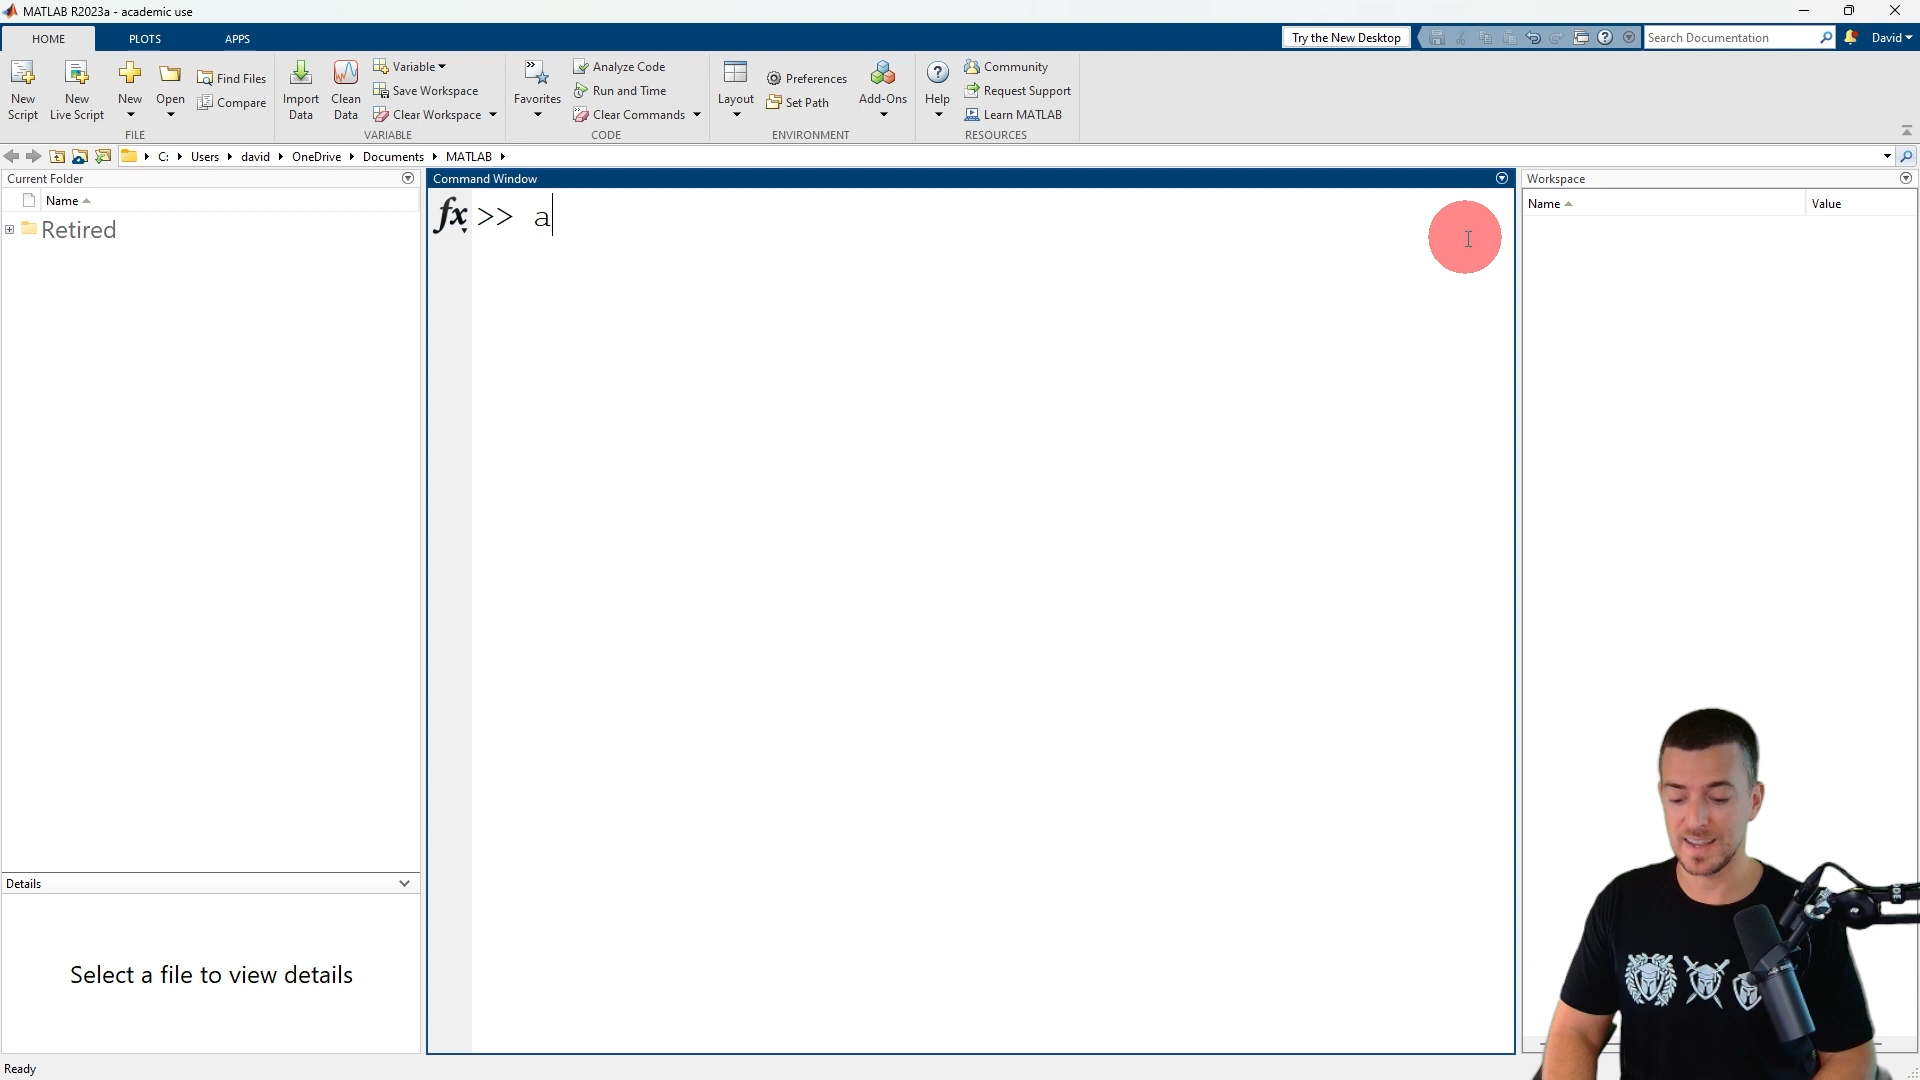 MATLAB R2023a - academic use
HOME PLOTS APPS Try the New Desktop Search Documentation David
New Script New Live Script New Open Find Files Compare
FILE
Import Data Clean Data Variable Save Workspace Clear Workspace
VARIABLE
Favorites Analyze Code Run and Time Clear Commands
CODE
Layout Preferences Set Path Add-Ons
ENVIRONMENT
Help Community Request Support Learn MATLAB
RESOURCES
C: Users david OneDrive Documents MATLAB
Current Folder
Name
Retired
Details
Select a file to view details
Command Window
fx >> a
Workspace
Name Value
Ready